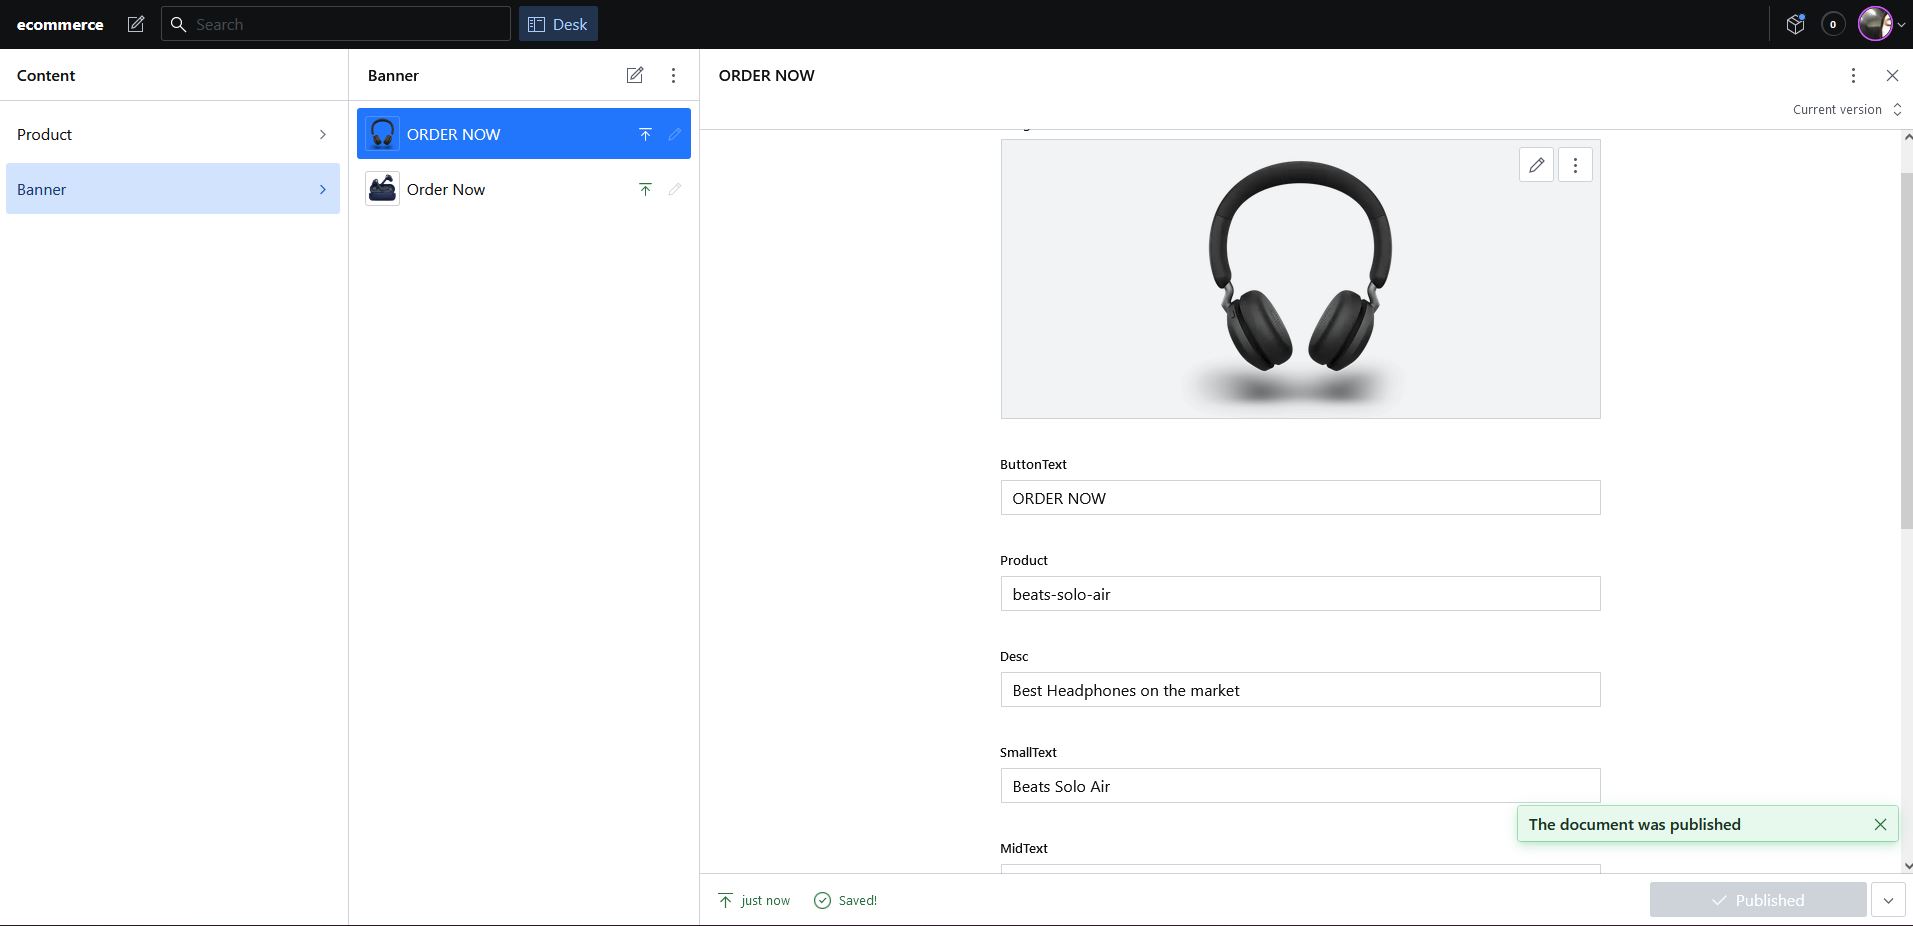 ecommerce
Search
Desk
0
Content
Product
Banner
Banner
ORDER NOW
Order Now
ORDER NOW
Current version
ButtonText
ORDER NOW
Product
beats-solo-air
Desc
Best Headphones on the market
SmallText
Beats Solo Air
MidText
The document was published
just now
Saved!
Published